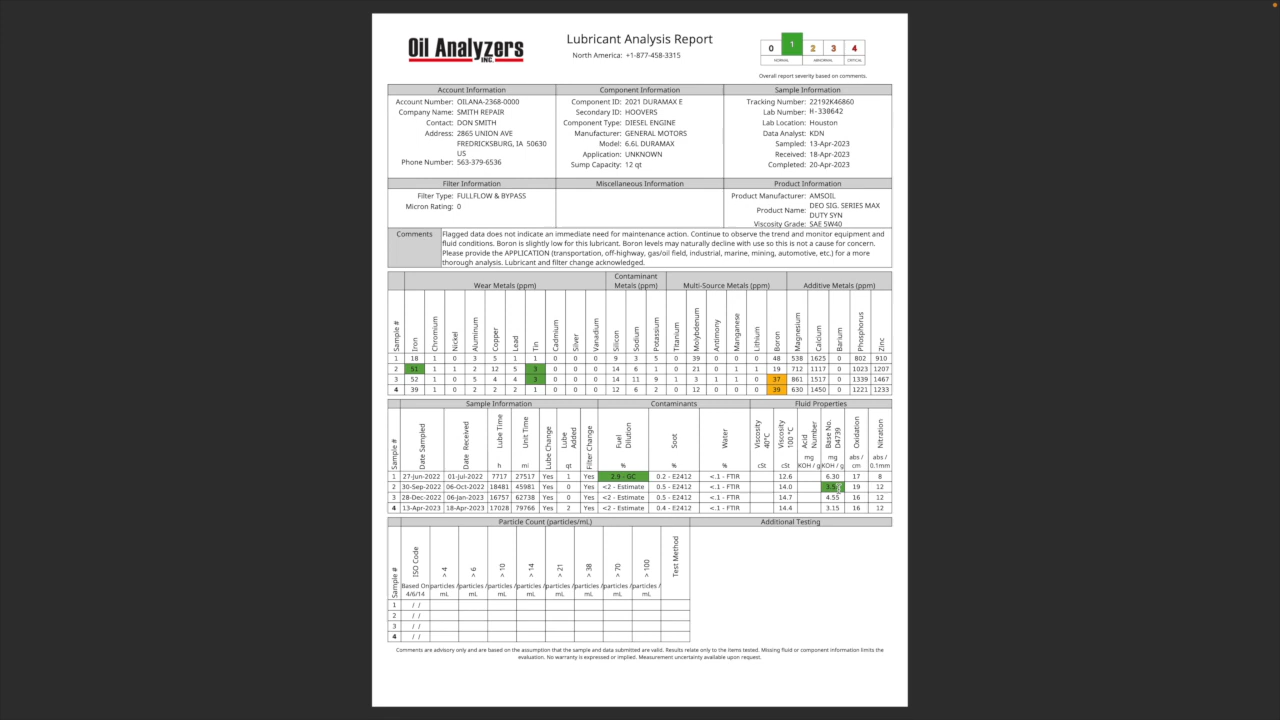 Oil Analyzers
INC.
Lubricant Analysis Report
North America: +1-877-458-3315
0 1 2 3 4
NORMAL ABNORMAL CRITICAL
Overall report severity based on comments.
Account Information
Account Number: OILANA-2368-0000
Company Name: SMITH REPAIR
Contact: DON SMITH
Address: 2865 UNION AVE
FREDRICKSBURG, IA 50630
US
Phone Number: 563-379-6536
Component Information
Component ID: 2021 DURAMAX E
Secondary ID: HOOVERS
Component Type: DIESEL ENGINE
Manufacturer: GENERAL MOTORS
Model: 6.6L DURAMAX
Application: UNKNOWN
Sump Capacity: 12 qt
Sample Information
Tracking Number: 22192K46860
Lab Number: H-338642
Lab Location: Houston
Data Analyst: KDN
Sampled: 13-Apr-2023
Received: 18-Apr-2023
Completed: 20-Apr-2023
Filter Information
Filter Type: FULLFLOW & BYPASS
Micron Rating: 0
Miscellaneous Information
Product Information
Product Manufacturer: AMSOIL
Product Name: DEO SIG. SERIES MAX
DUTY SYN
Viscosity Grade: SAE 5W40
Comments
Flagged data does not indicate an immediate need for maintenance action. Continue to observe the trend and monitor equipment and
fluid conditions. Boron is slightly low for this lubricant. Boron levels may naturally decline with use so this is not a cause for concern.
Please provide the APPLICATION (transportation, off-highway, gas/oil field, industrial, marine, mining, automotive, etc.) for a more
thorough analysis. Lubricant and filter change acknowledged.
Wear Metals (ppm) Contaminant Metals (ppm) Multi-Source Metals (ppm) Additive Metals (ppm)
Sample # Iron Chromium Nickel Aluminum Copper Lead Tin Cadmium Silver Vanadium Silicon Sodium Potassium Titanium Molybdenum Antimony Manganese Lithium Boron Magnesium Calcium Barium Phosphorus Zinc
1 18 1 0 3 5 1 1 0 0 0 9 3 5 0 39 0 0 0 48 538 1625 0 802 910
2 51 1 1 2 12 5 3 0 0 0 14 6 1 0 21 0 1 0 19 712 1117 0 1023 1207
3 52 1 0 5 4 4 3 0 0 0 14 11 9 1 3 1 1 0 37 861 1517 0 1339 1467
4 39 1 0 2 2 2 1 0 0 0 12 6 2 0 12 0 0 0 39 630 1450 0 1221 1233
Sample Information Contaminants Fluid Properties
Sample # Date Sampled Date Received Lube Time Unit Time Lube Change Lube Added Filter Change Fuel Dilution Soot Water Viscosity 40°C Viscosity 100 °C Acid Number Base No. D4739 Oxidation Nitration
h mi qt % % % cSt cSt mg KOH / g mg KOH / g abs / cm abs / 0.1mm
1 27-Jun-2022 01-Jul-2022 7717 27517 Yes 1 Yes 2.9 - GC 0.2 - E2412 <.1 - FTIR 12.6 6.30 17 8
2 30-Sep-2022 06-Oct-2022 18481 45981 Yes 0 Yes <2 - Estimate 0.5 - E2412 <.1 - FTIR 14.0 19 12
3 28-Dec-2022 06-Jan-2023 16757 62738 Yes 0 Yes <2 - Estimate 0.5 - E2412 <.1 - FTIR 14.7 4.55 16 12
4 13-Apr-2023 18-Apr-2023 17028 79766 Yes 2 Yes <2 - Estimate 0.4 - E2412 <.1 - FTIR 14.4 3.15 16 12
Particle Count (particles/mL) Additional Testing
Sample # ISO Code > 4 > 6 > 10 > 14 > 21 > 38 > 70 > 100 Test Method
Based On particles / particles / particles / particles / particles / particles / particles / particles /
4/6/14 mL mL mL mL mL mL mL mL
1 / /
2 / /
3 / /
4 / /
Comments are advisory only and are based on the assumption that the sample and data submitted are valid. Results relate only to the items tested. Missing fluid or component information limits the
evaluation. No warranty is expressed or implied. Measurement uncertainty available upon request.